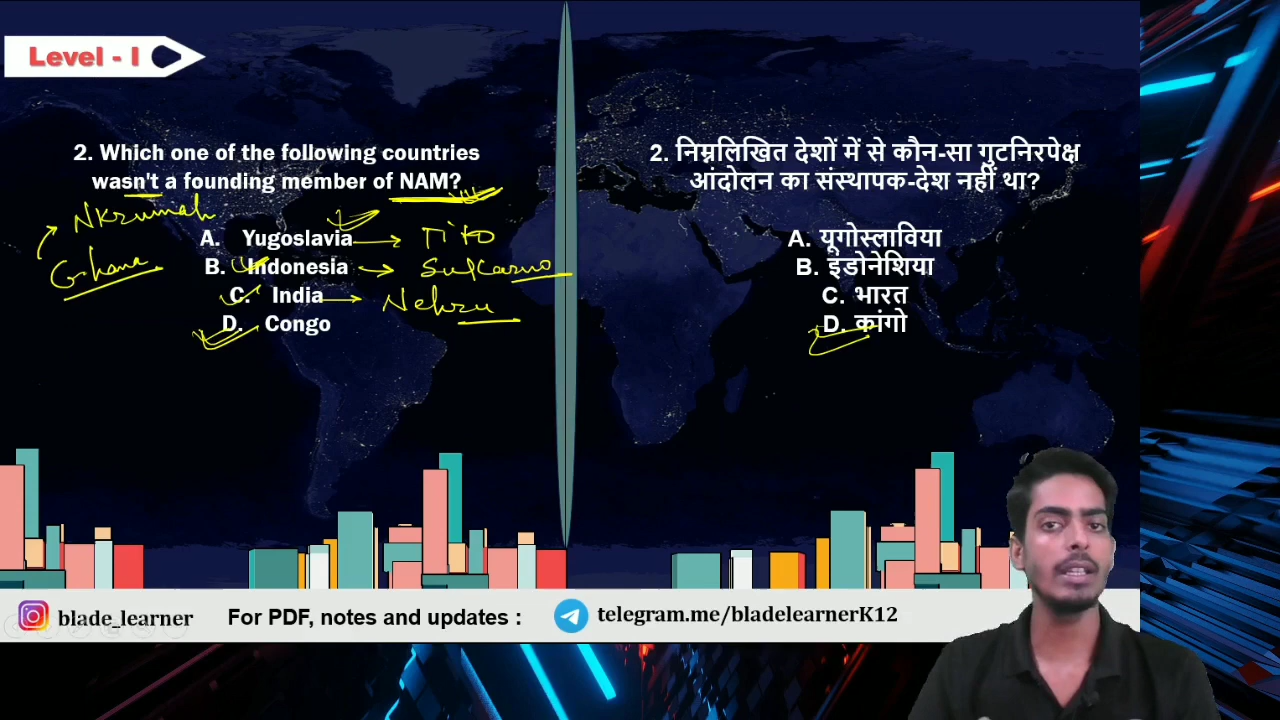 Level - I
2. Which one of the following countries
wasn't a founding member of NAM?
Nkrumah
Ghana
A. Yugoslavia → Tito
B. Indonesia → Sukarno
C. India → Nehru
D. Congo
2. निम्नलिखित देशों में से कौन-सा गुटनिरपेक्ष
आंदोलन का संस्थापक-देश नहीं था?
A. यूगोस्लाविया
B. इंडोनेशिया
C. भारत
D. कांगो
blade_learner For PDF, notes and updates : telegram.me/bladelearnerK12